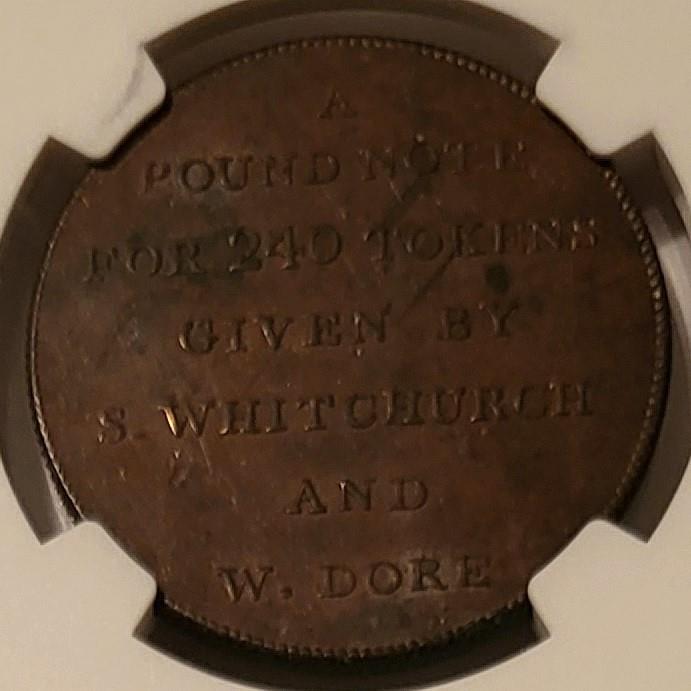 A
POUND NOTE
FOR 240 TOKENS
GIVEN BY
S. WHITCHURCH
AND
W. DORE